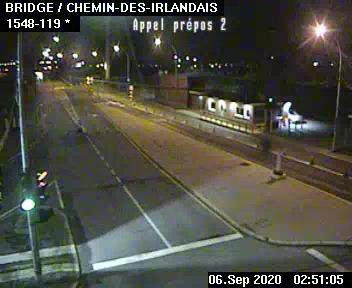 BRIDGE / CHEMIN-DES-IRLANDAIS
1548-119 *
Appel prépos 2
06.Sep 2020 02:51:05